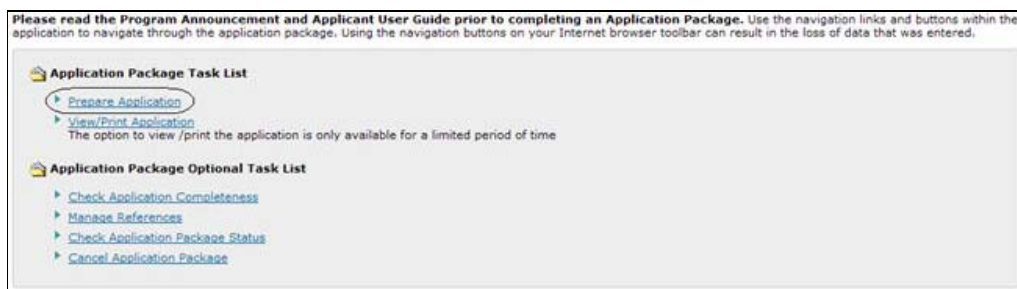 Please read the Program Announcement and Applicant User Guide prior to completing an Application Package. Use the navigation links and buttons within the
application to navigate through the application package. Using the navigation buttons on your Internet browser toolbar can result in the loss of data that was entered.
Application Package Task List
Prepare Application
View/Print Application
The option to view /print the application is only available for a limited period of time
Application Package Optional Task List
Check Application Completeness
Manage References
Check Application Package Status
Cancel Application Package